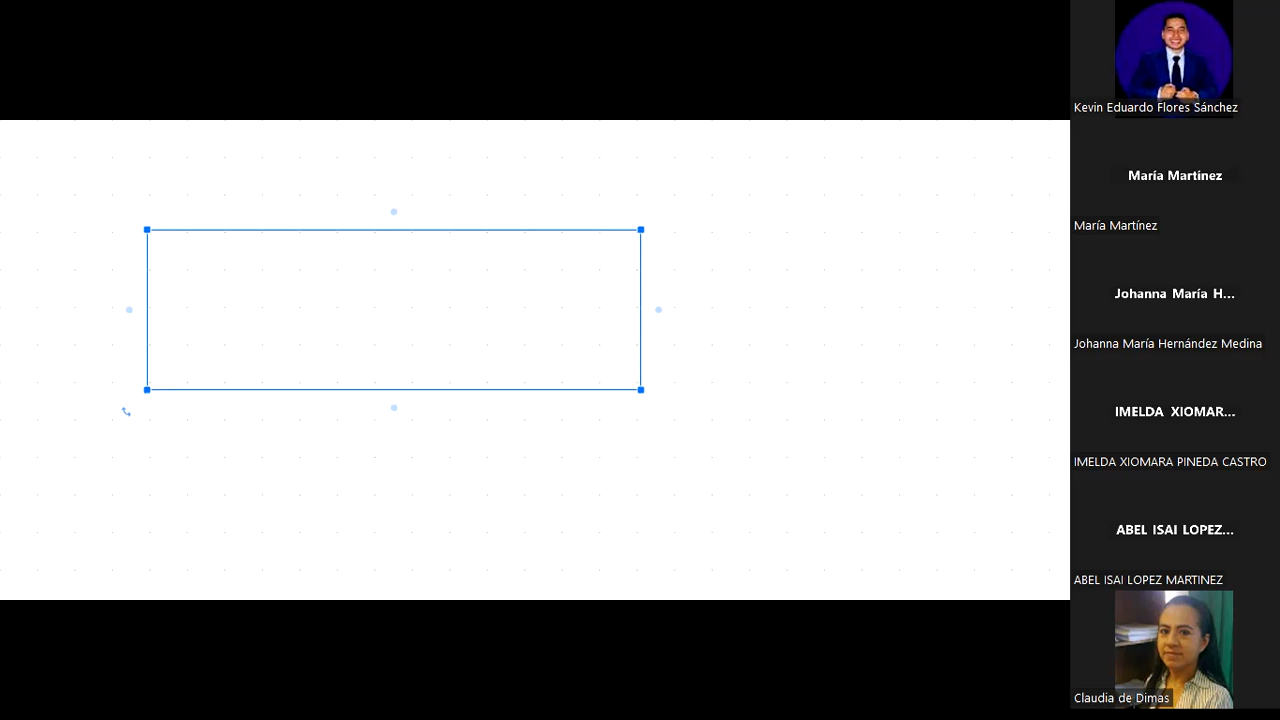 Kevin Eduardo Flores Sánchez
María Martínez
María Martínez
Johanna María H...
Johanna María Hernández Medina
IMELDA XIOMAR...
IMELDA XIOMARA PINEDA CASTRO
ABEL ISAI LOPEZ...
ABEL ISAI LOPEZ MARTINEZ
Claudia de Dimas